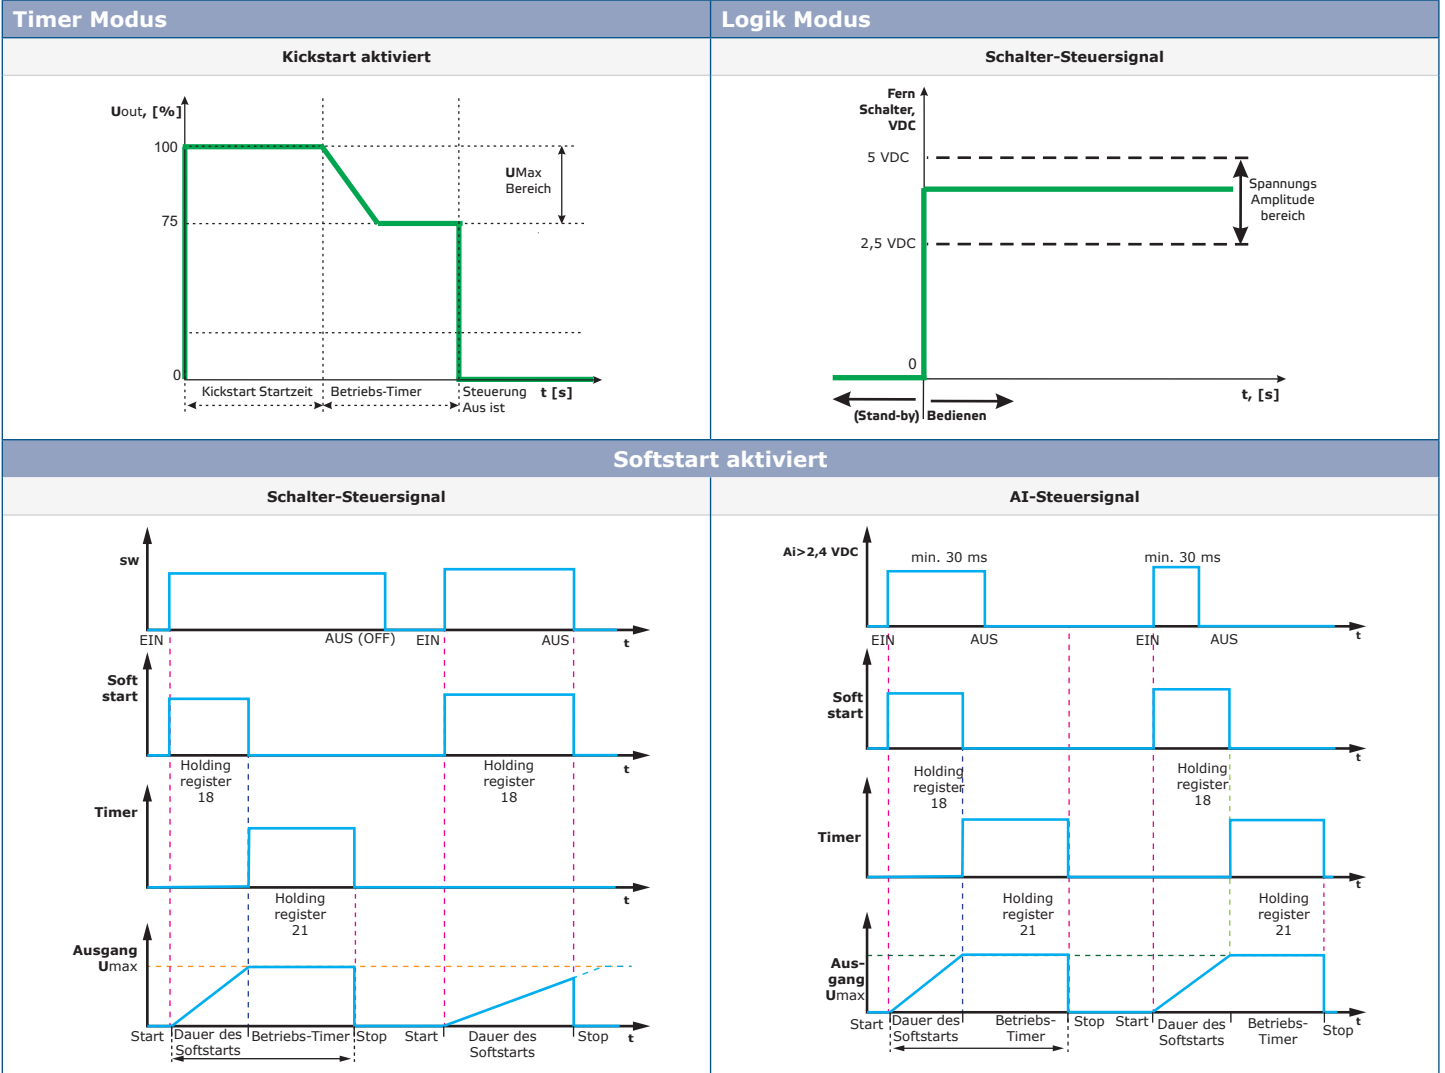 Timer Modus
Logik Modus
Kickstart aktiviert
Schalter-Steuersignal
Uout, [%]
100
75
0
UMax
Bereich
Kickstart Startzeit
Betriebs-Timer
Steuerung
Aus ist
t [s]
Fern
Schalter,
VDC
5 VDC
2,5 VDC
0
Spannungs
Amplitude
bereich
t, [s]
(Stand-by)
Bedienen
Softstart aktiviert
Schalter-Steuersignal
AI-Steuersignal
SW
EIN
AUS (OFF)
EIN
AUS
t
Soft
start
t
Holding
register
18
Holding
register
18
Timer
t
Holding
register
21
Ausgang
Umax
Start
Dauer des
Softstarts
Betriebs-Timer
Stop
Start
Dauer des
Softstarts
Stop
t
Ai>2,4 VDC
min. 30 ms
min. 30 ms
EIN
AUS
EIN
AUS
t
Soft
start
t
Holding
register
18
Holding
register
18
Timer
t
Holding
register
21
Holding
register
21
Aus-
gang
Umax
Start
Dauer des
Softstarts
Betriebs-
Timer
Stop
Start
Dauer des
Softstarts
Betriebs-
Timer
Stop
t